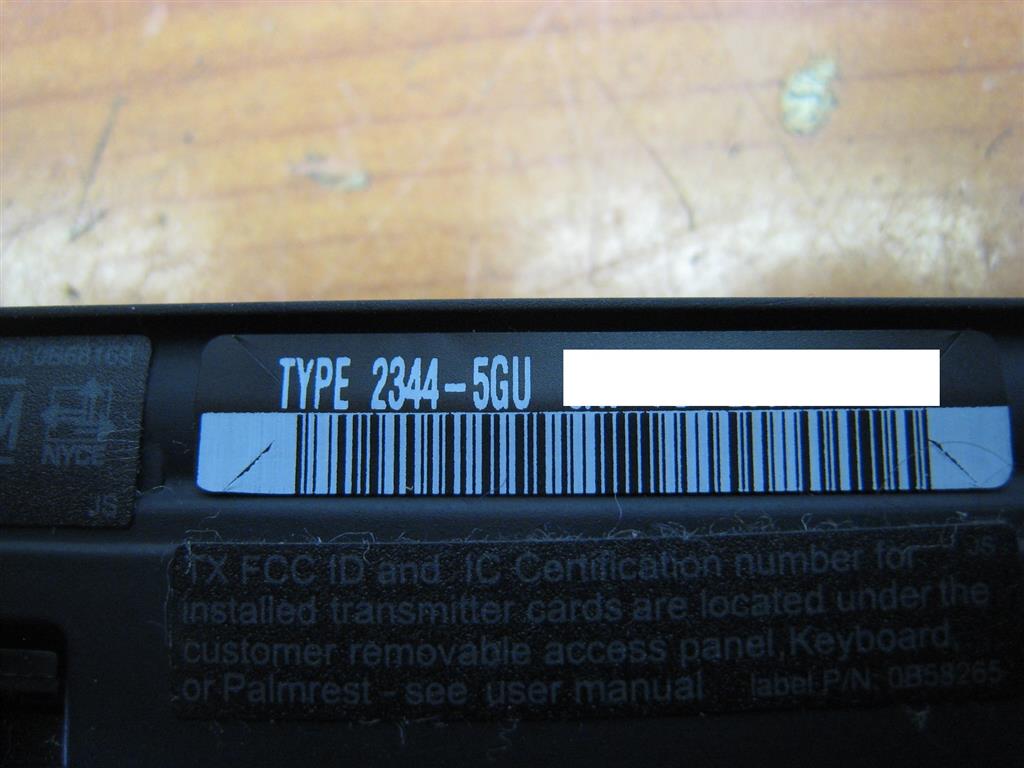 TYPE 2344-5GU
NYCE
JS
TX FCC ID and IC Certification number for JS
installed transmitter cards are located under the
customer removable access panel, Keyboard,
or Palmrest - see user manual label P/N: 0B58265